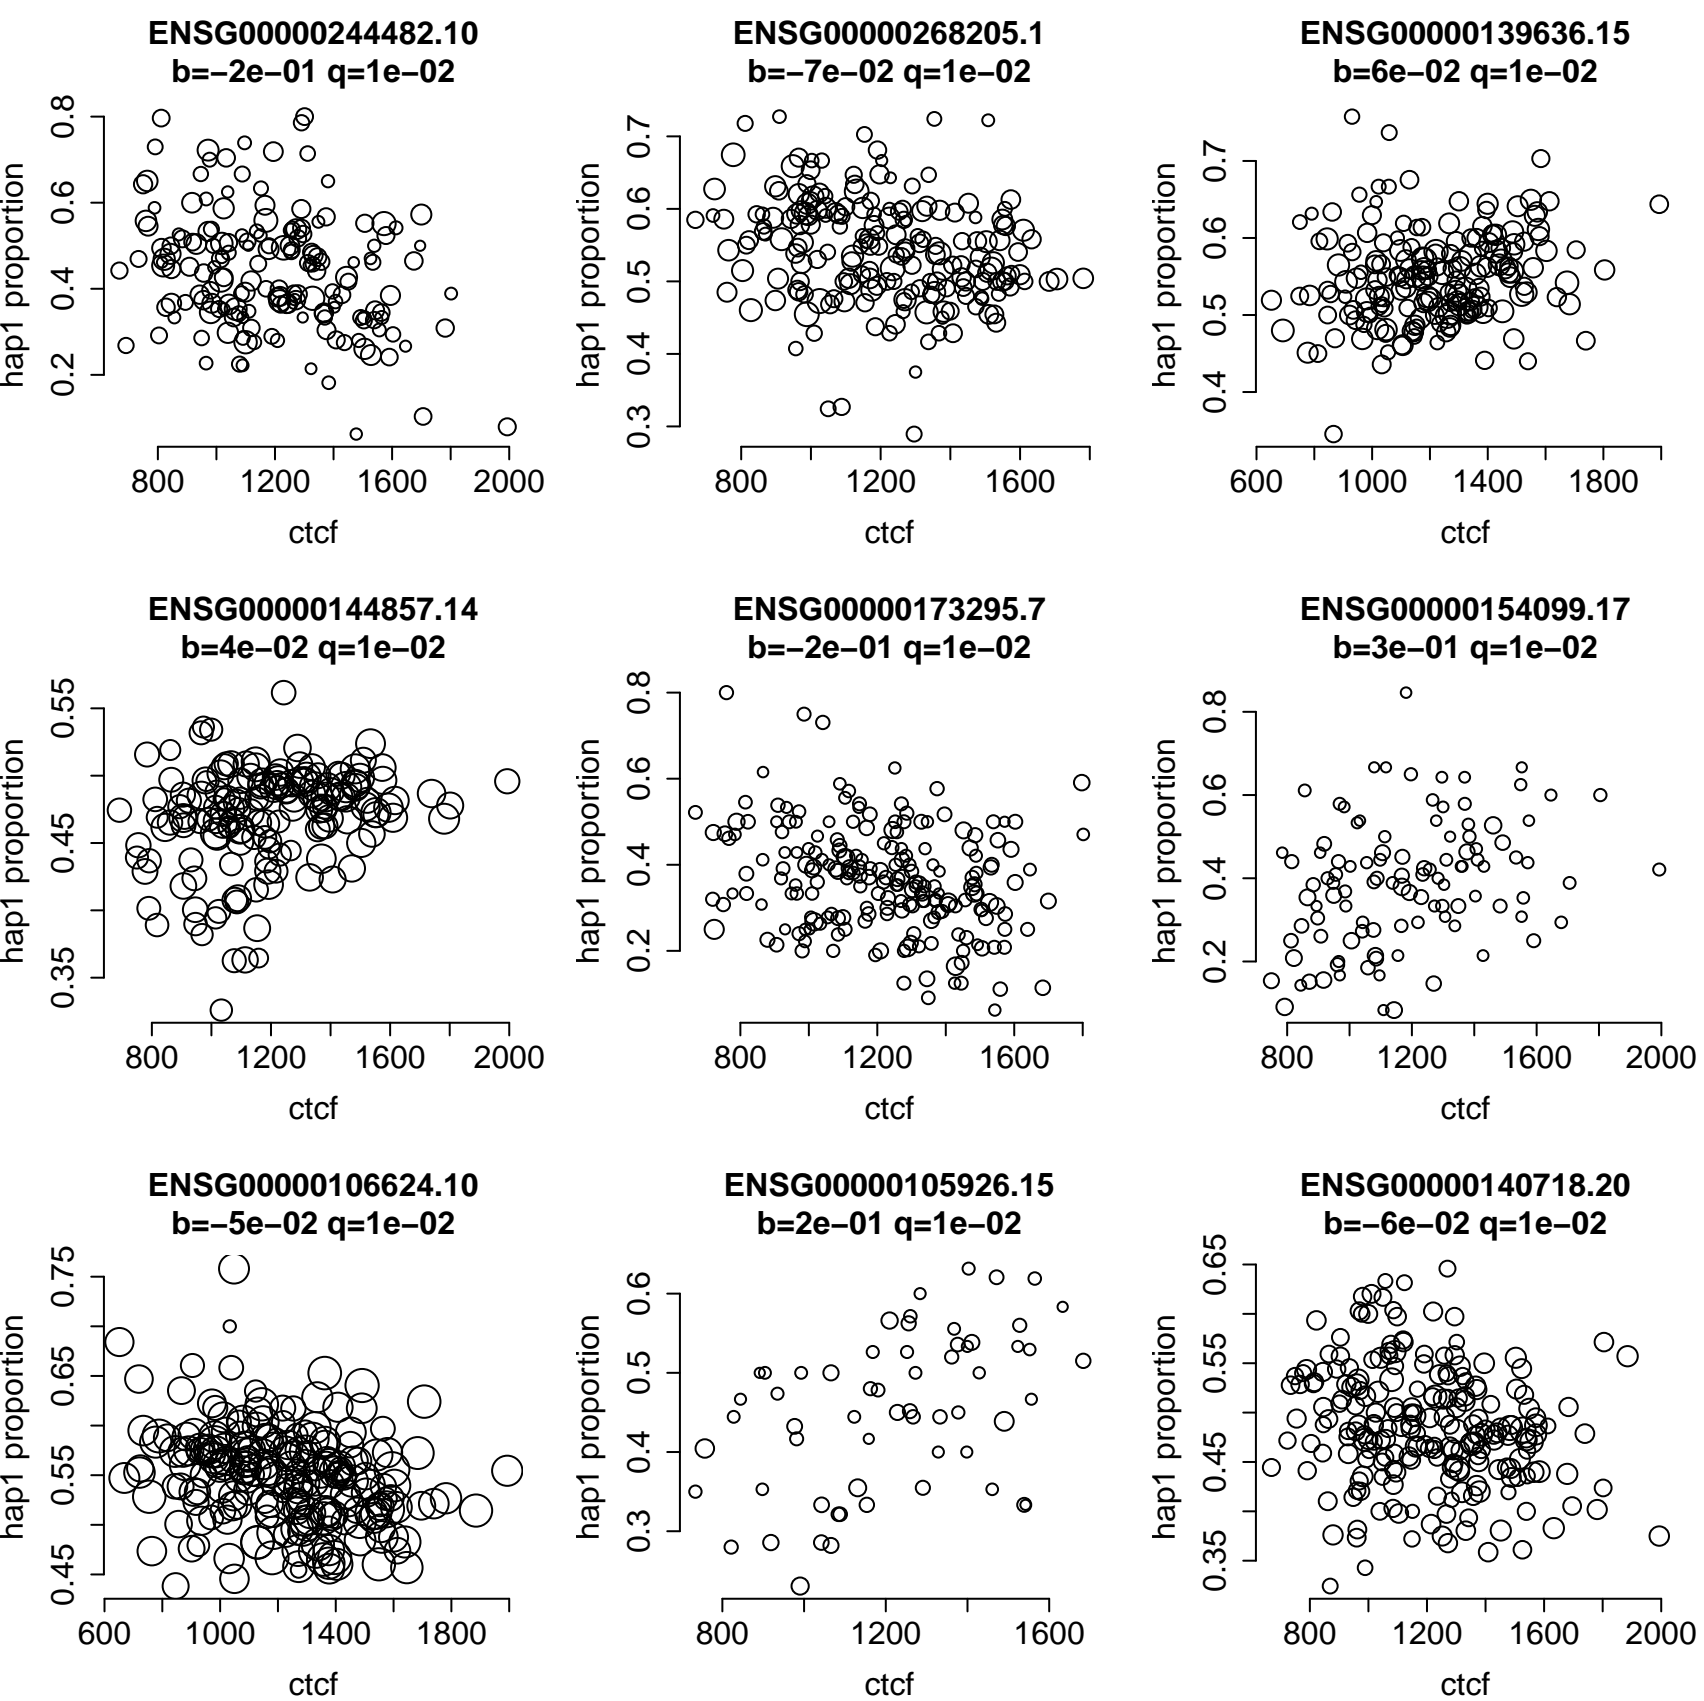 ENSG00000244482.10
b=−2e−01 q=1e−02
hap1 proportion
0.2 0.4 0.6 0.8
800 1200 1600 2000
ctcf
ENSG00000268205.1
b=−7e−02 q=1e−02
hap1 proportion
0.3 0.4 0.5 0.6 0.7
800 1200 1600
ctcf
ENSG00000139636.15
b=6e−02 q=1e−02
hap1 proportion
0.4 0.5 0.6 0.7
600 1000 1400 1800
ctcf
ENSG00000144857.14
b=4e−02 q=1e−02
hap1 proportion
0.35 0.45 0.55
800 1200 1600 2000
ctcf
ENSG00000173295.7
b=−2e−01 q=1e−02
hap1 proportion
0.2 0.4 0.6 0.8
800 1200 1600
ctcf
ENSG00000154099.17
b=3e−01 q=1e−02
hap1 proportion
0.2 0.4 0.6 0.8
800 1200 1600 2000
ctcf
ENSG00000106624.10
b=−5e−02 q=1e−02
hap1 proportion
0.45 0.55 0.65 0.75
600 1000 1400 1800
ctcf
ENSG00000105926.15
b=2e−01 q=1e−02
hap1 proportion
0.3 0.4 0.5 0.6
800 1200 1600
ctcf
ENSG00000140718.20
b=−6e−02 q=1e−02
hap1 proportion
0.35 0.45 0.55 0.65
800 1200 1600 2000
ctcf